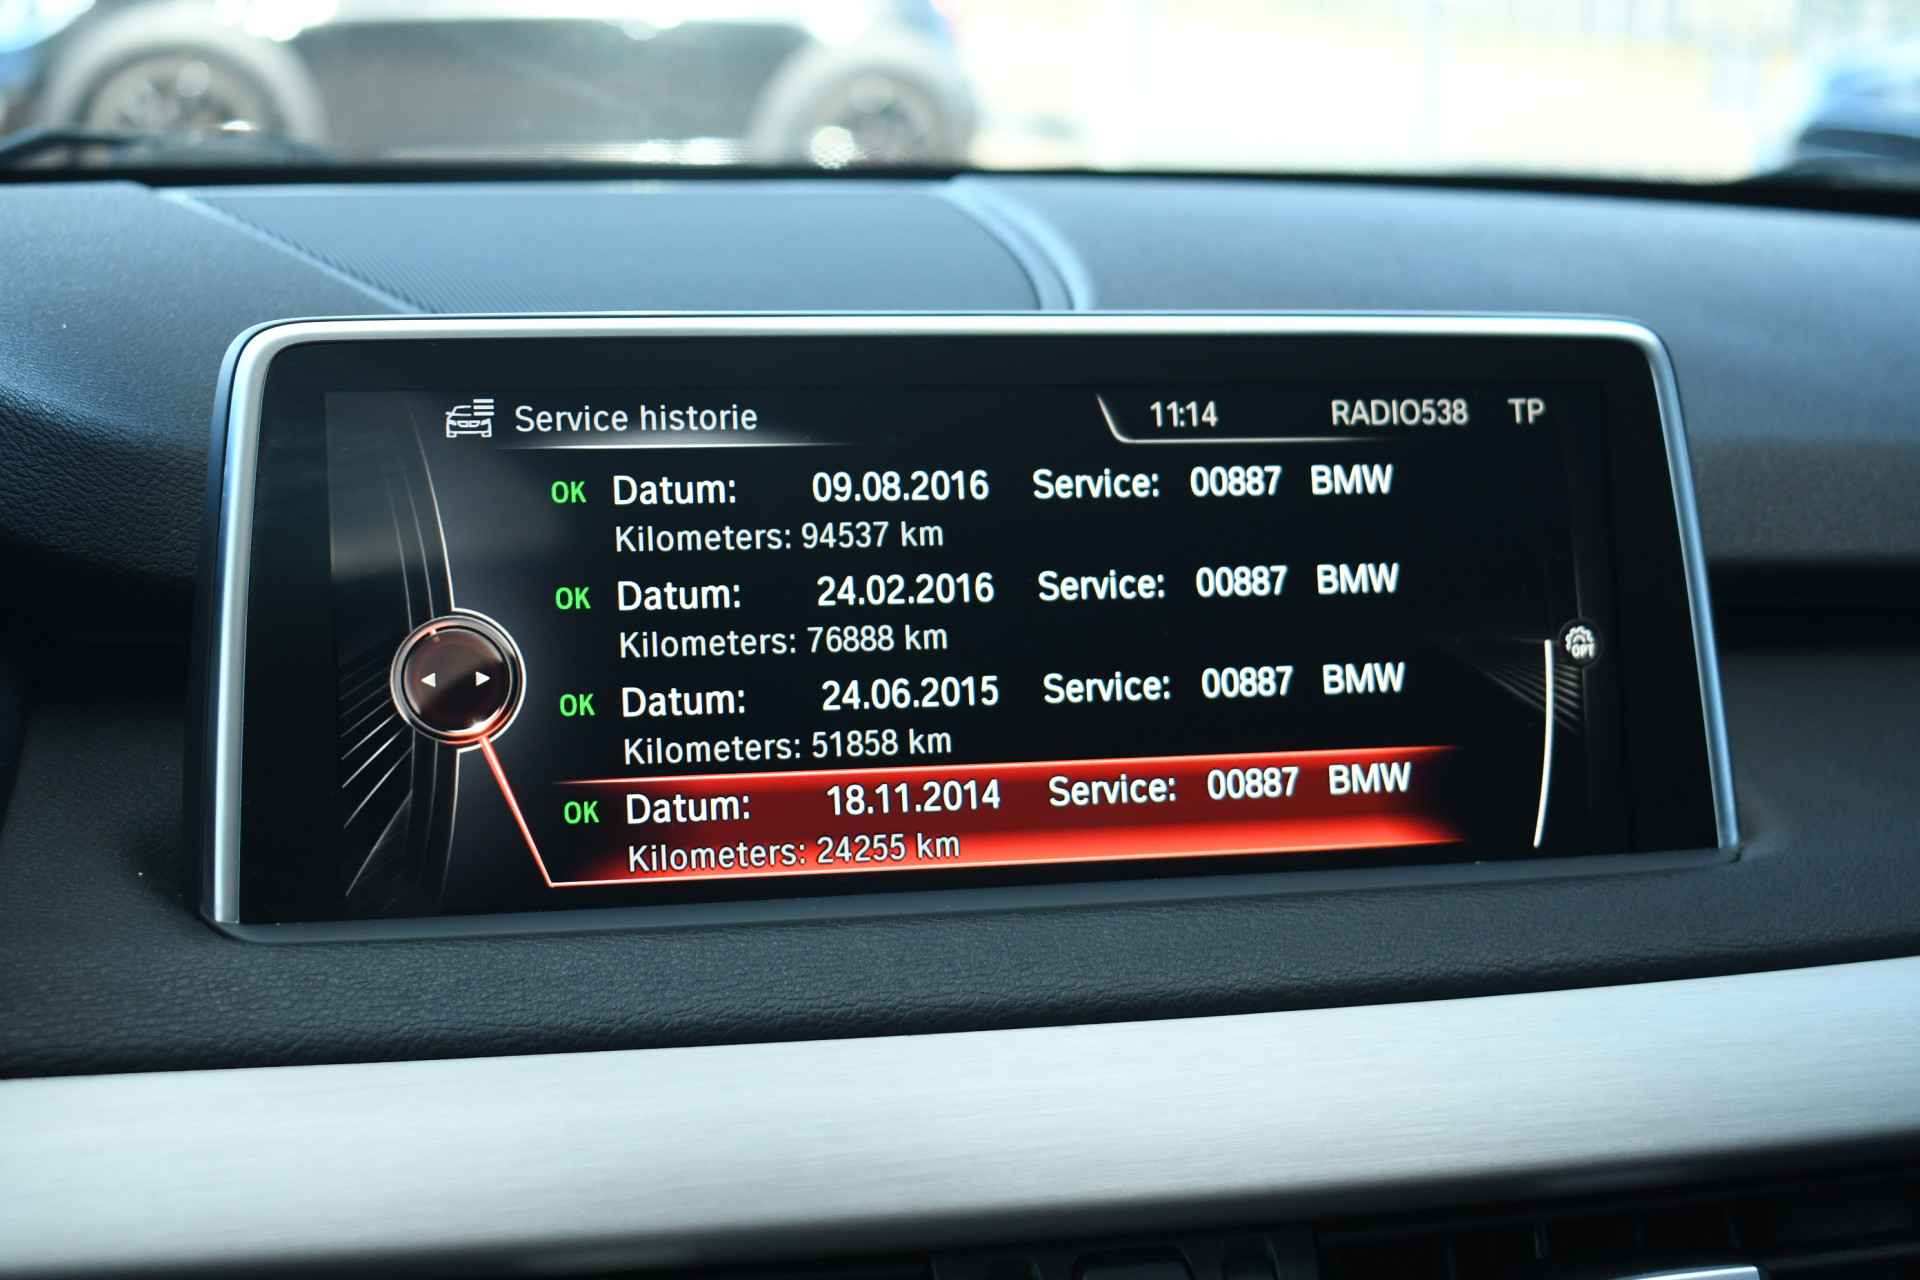 Service historie 11:14 RADIO538 TP
OK Datum: 09.08.2016 Service: 00887 BMW
Kilometers: 94537 km
OK Datum: 24.02.2016 Service: 00887 BMW
Kilometers: 76888 km
OPT
OK Datum: 24.06.2015 Service: 00887 BMW
Kilometers: 51858 km
OK Datum: 18.11.2014 Service: 00887 BMW
Kilometers: 24255 km